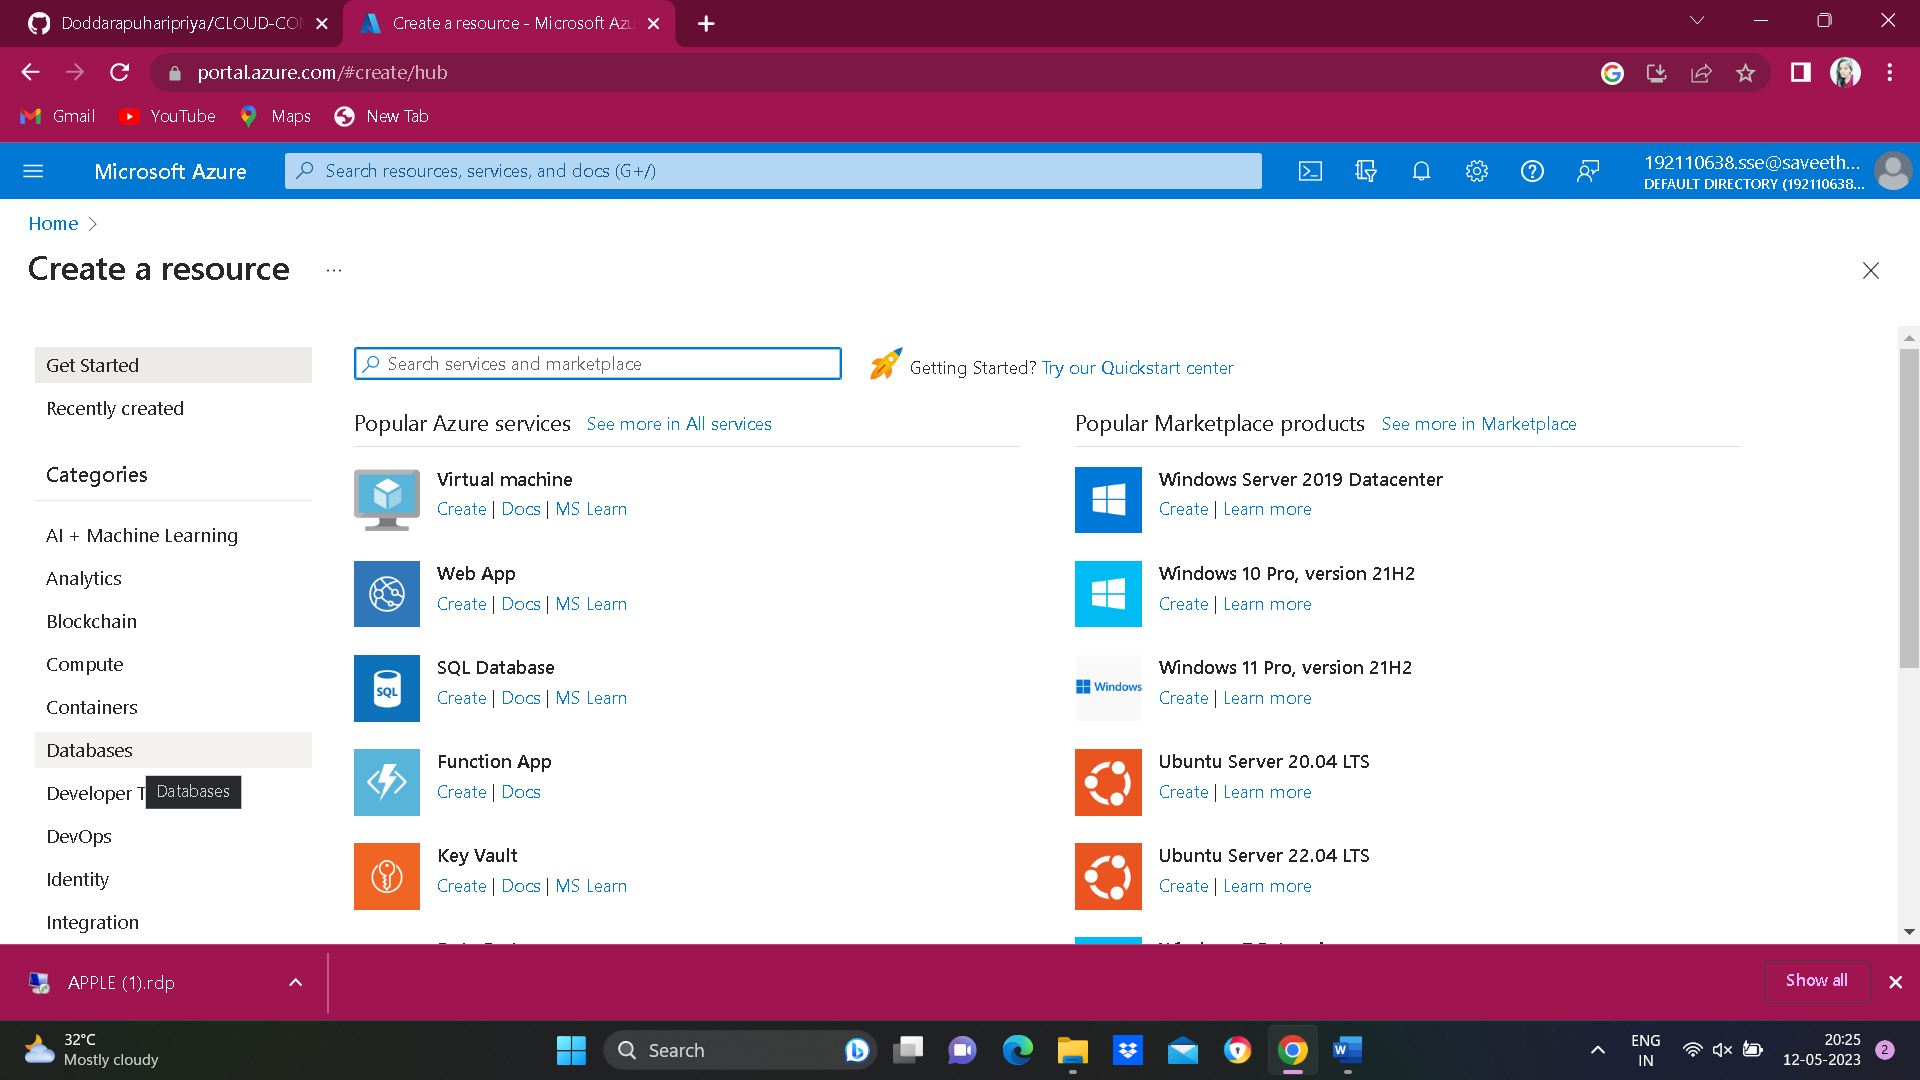 Doddarapuharipriya/CLOUD-CO
Create a resource - Microsoft Azu
portal.azure.com/#create/hub
Gmail
YouTube
Maps
New Tab
Microsoft Azure
Search resources, services, and docs (G+/)
192110638.sse@saveeth...
DEFAULT DIRECTORY (192110638...
Home
Create a resource
...
Get Started
Recently created
Categories
AI + Machine Learning
Analytics
Blockchain
Compute
Containers
Databases
Developer T
Databases
DevOps
Identity
Integration
Search services and marketplace
Getting Started? Try our Quickstart center
Popular Azure services See more in All services
Virtual machine
Create | Docs | MS Learn
Web App
Create | Docs | MS Learn
SQL
SQL Database
Create | Docs | MS Learn
Function App
Create | Docs
Key Vault
Create | Docs | MS Learn
Popular Marketplace products See more in Marketplace
Windows Server 2019 Datacenter
Create | Learn more
Windows 10 Pro, version 21H2
Create | Learn more
Windows
Windows 11 Pro, version 21H2
Create | Learn more
Ubuntu Server 20.04 LTS
Create | Learn more
Ubuntu Server 22.04 LTS
Create | Learn more
APPLE (1).rdp
Show all
32°C
Mostly cloudy
Search
W
ENG
IN
20:25
12-05-2023
2